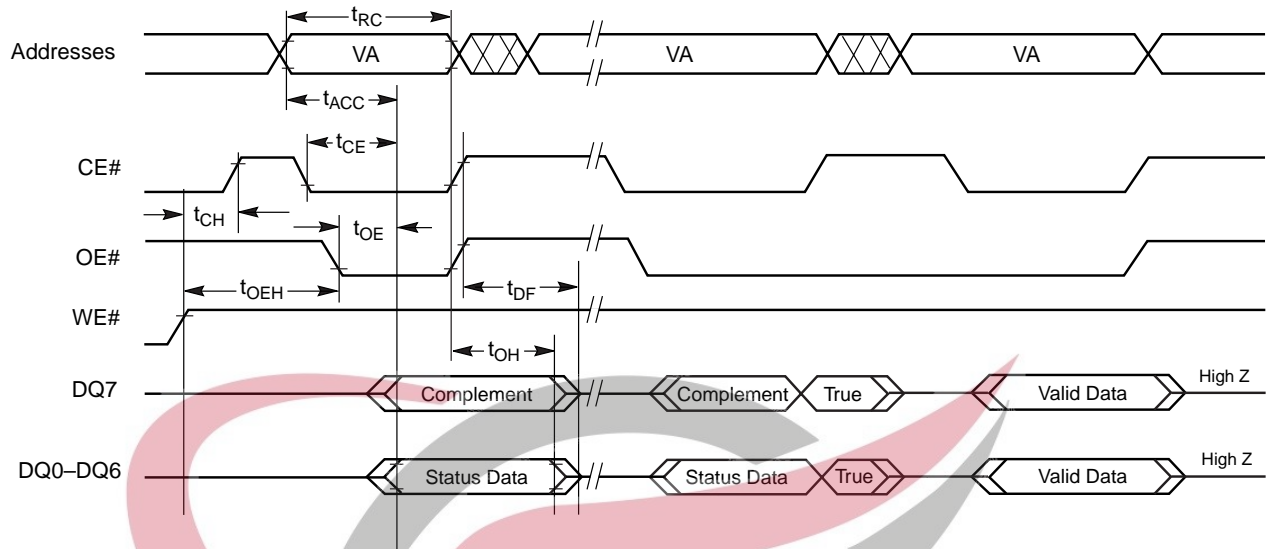 tRC
Addresses VA VA VA
tACC
tCE
CE#
tCH tOE
OE#
tOEH tDF
WE#
tOH
DQ7 Complement Complement True Valid Data High Z
DQ0–DQ6 Status Data Status Data True Valid Data High Z